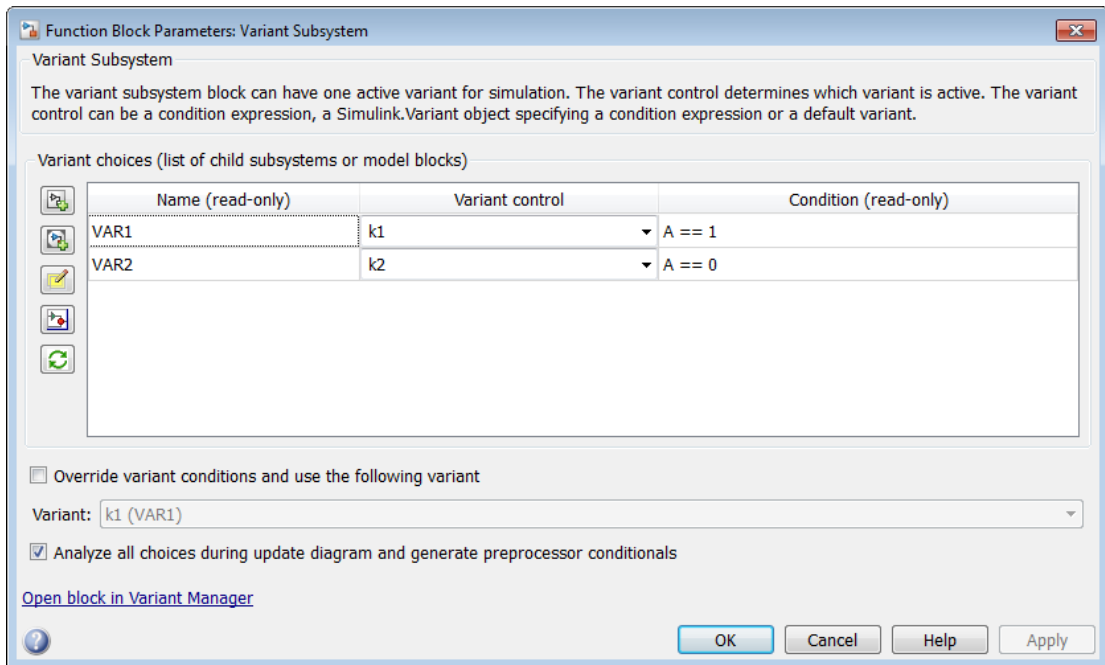 Function Block Parameters: Variant Subsystem
Variant Subsystem
The variant subsystem block can have one active variant for simulation. The variant control determines which variant is active. The variant
control can be a condition expression, a Simulink.Variant object specifying a condition expression or a default variant.
Variant choices (list of child subsystems or model blocks)
Name (read-only) Variant control Condition (read-only)
VAR1 k1 A == 1
VAR2 k2 A == 0
Override variant conditions and use the following variant
Variant: k1 (VAR1)
Analyze all choices during update diagram and generate preprocessor conditionals
Open block in Variant Manager
OK Cancel Help Apply